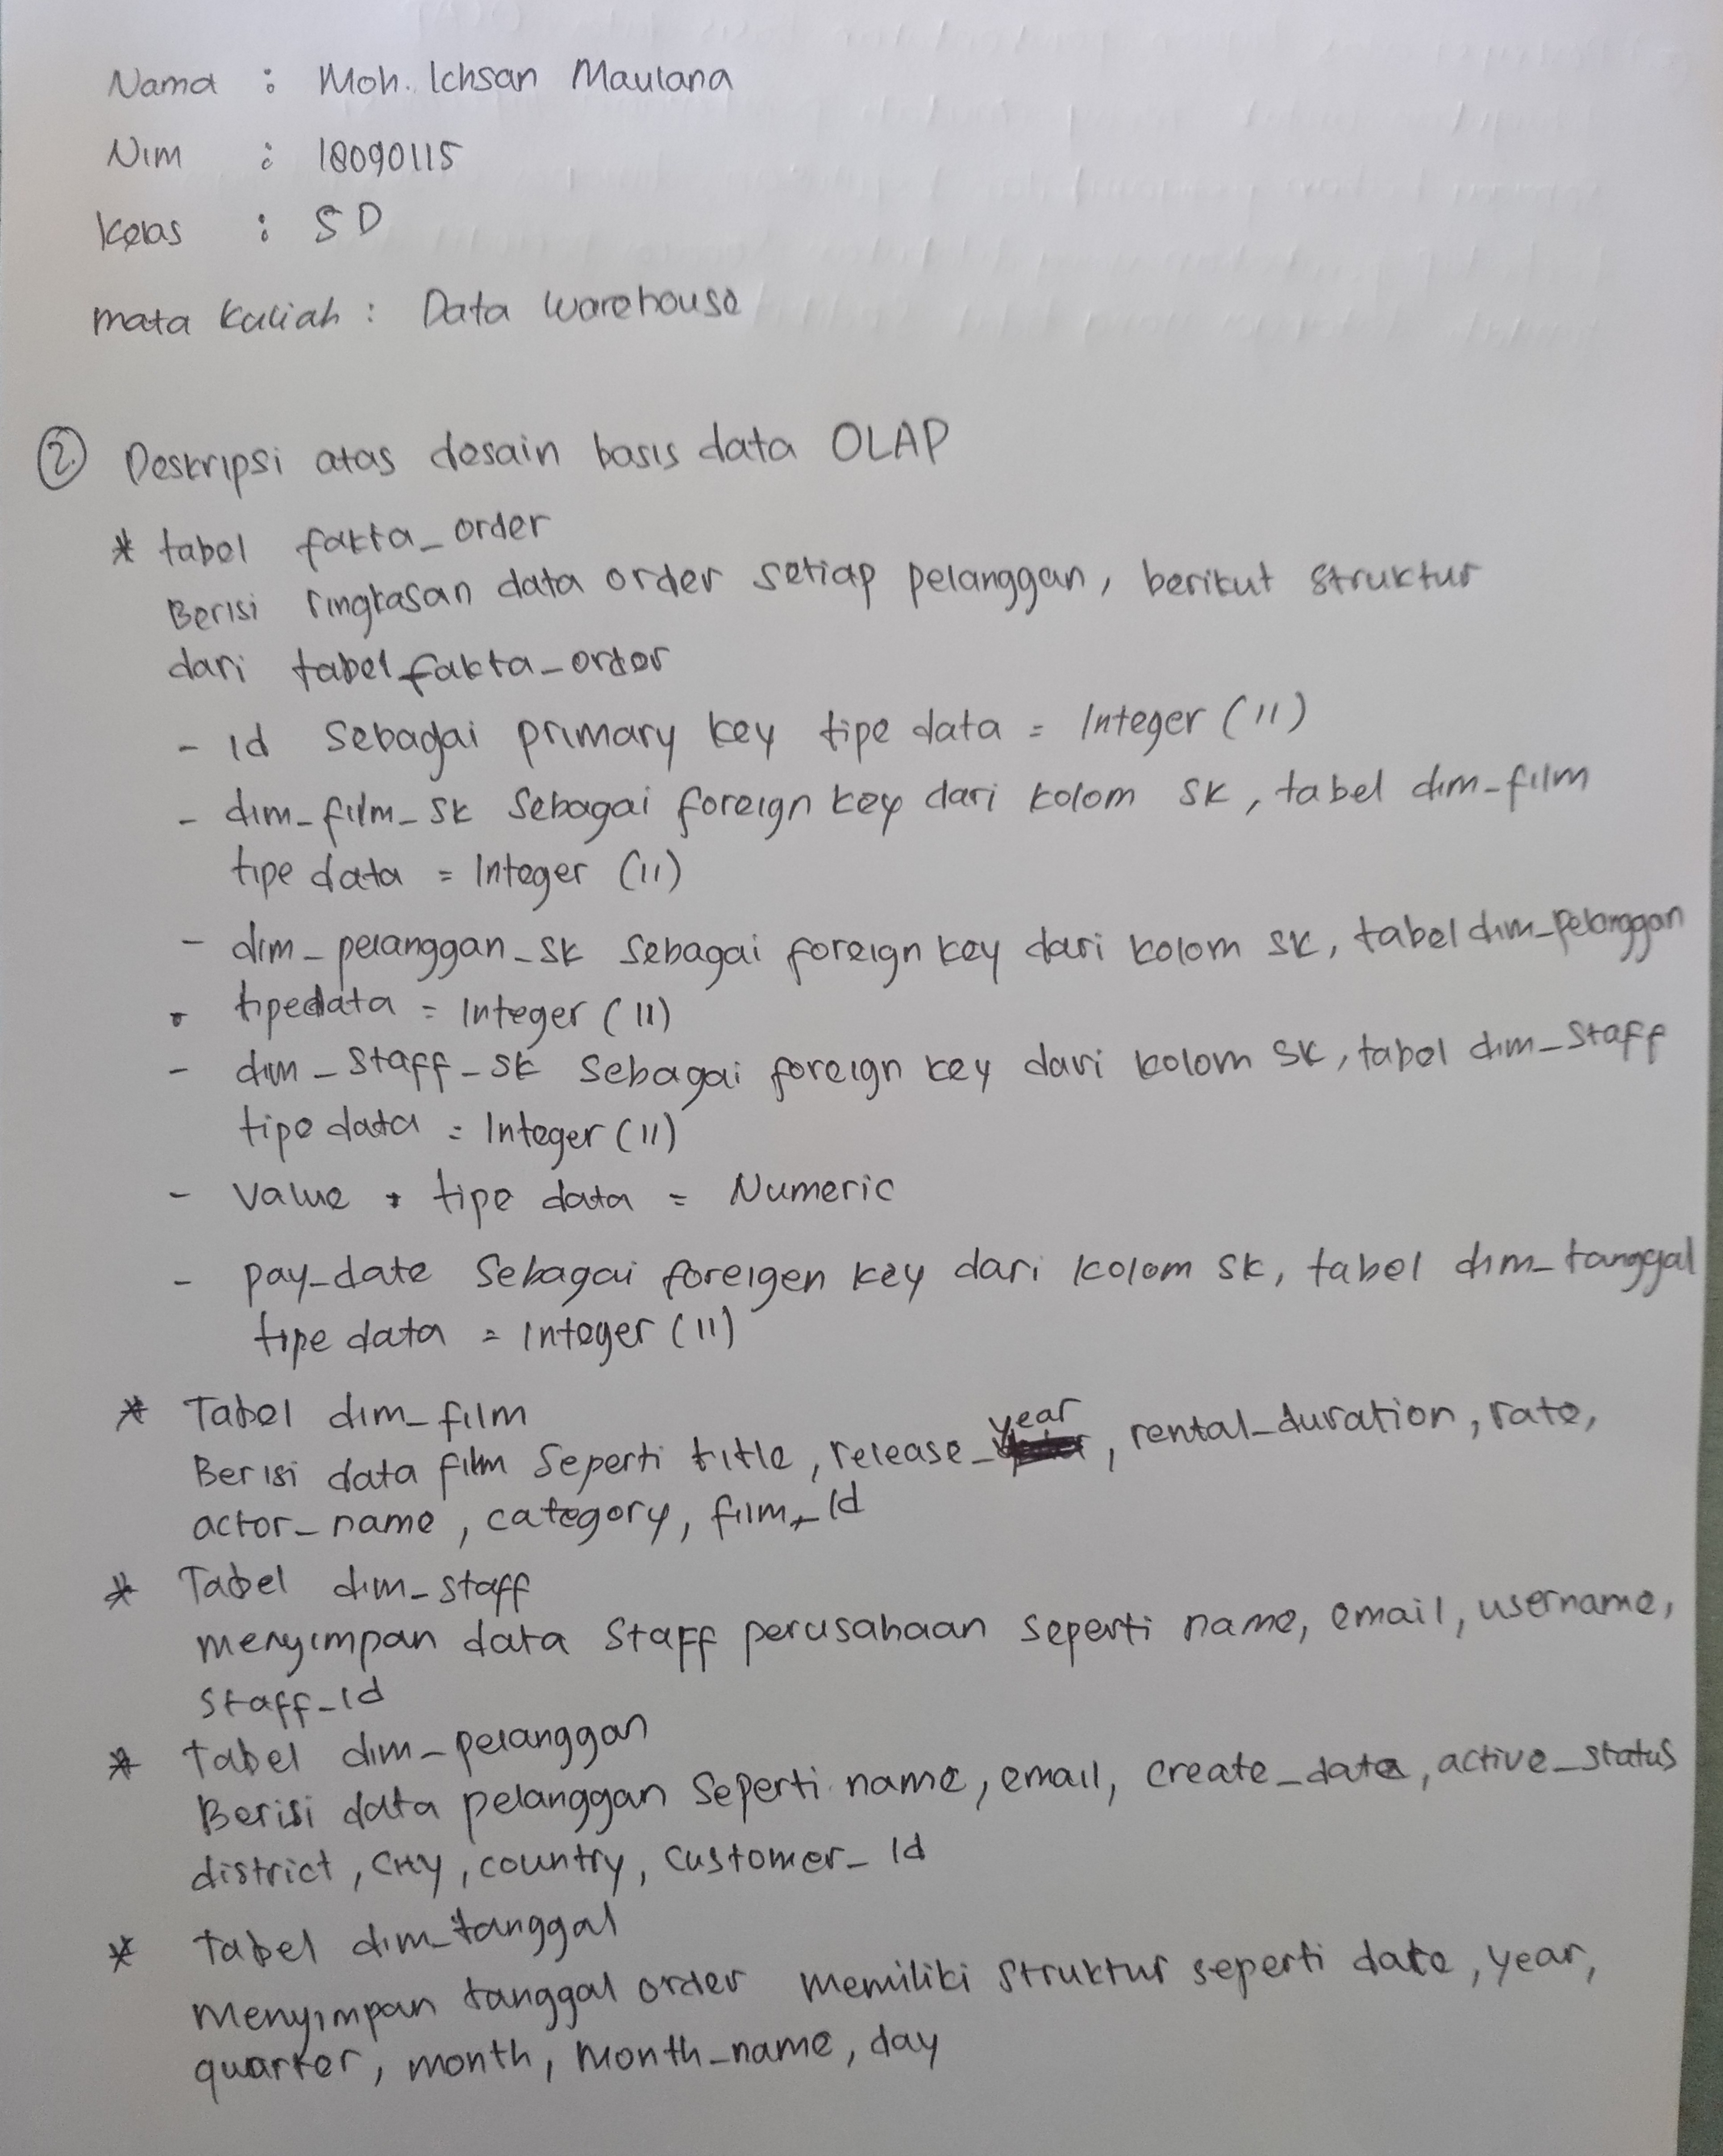 Nama : Moh. Ichsan Maulana
Nim : 18090115
Kelas : 5D
mata kuliah : Data Warehouse
2. Deskripsi atas desain basis data OLAP
* tabel fakta_order
Berisi ringkasan data order setiap pelanggan, berikut struktur
dari tabel fakta_order
- Id sebagai primary key tipe data = Integer (11)
- dim_film_sk sebagai foreign key dari kolom sk, tabel dim_film
tipe data = Integer (11)
- dim_pelanggan_sk sebagai foreign key dari kolom sk, tabel dim_pelanggan
tipe data = Integer (11)
- dim_staff_sk sebagai foreign key dari kolom sk, tabel dim_staff
tipe data = Integer (11)
- value tipe data = Numeric
- pay_date sebagai foreigen key dari kolom sk, tabel dim_tanggal
tipe data = Integer (11)
* Tabel dim_film
Berisi data film seperti title, release_year, rental_duration, rate,
actor_name, category, film_id
* Tabel dim_staff
menyimpan data staff perusahaan seperti name, email, username,
staff_id
* tabel dim_pelanggan
Berisi data pelanggan seperti name, email, create_date, active_status
district, city, country, customer_id
* tabel dim_tanggal
menyimpan tanggal order memiliki struktur seperti date, year,
quarter, month, month_name, day